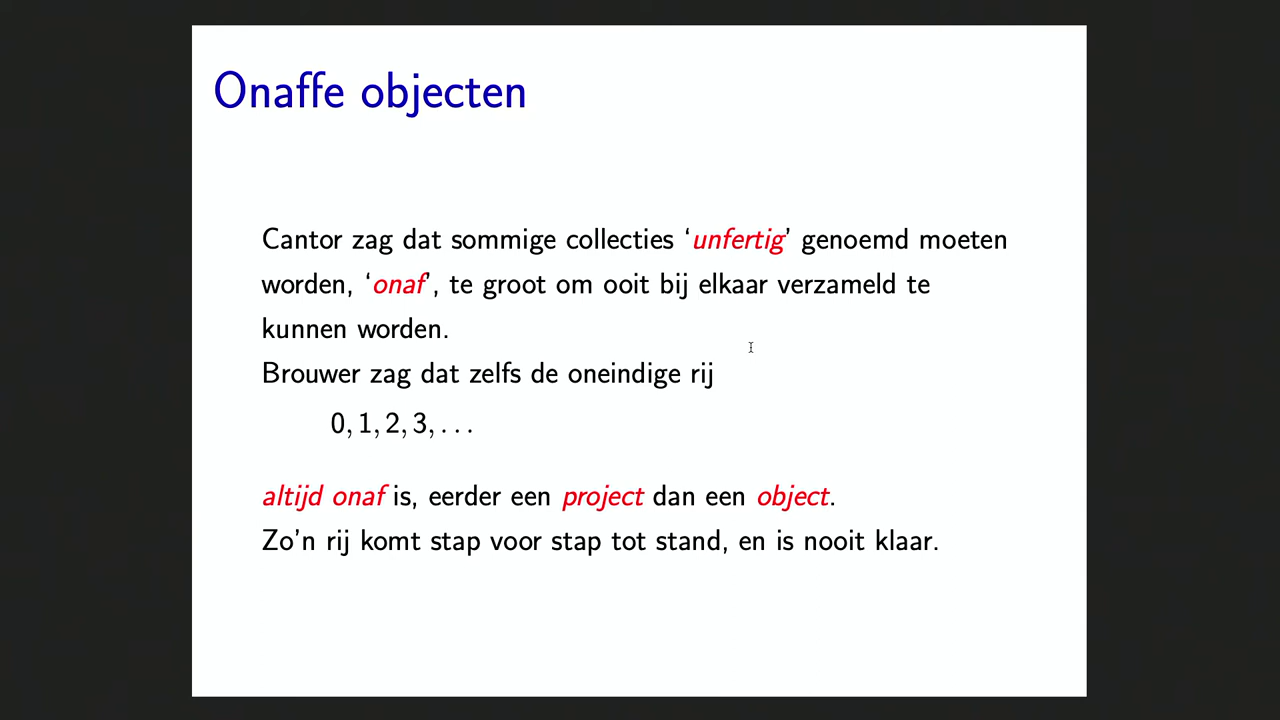 Onaffe objecten
Cantor zag dat sommige collecties ‘unfertig’ genoemd moeten
worden, ‘onaf’, te groot om ooit bij elkaar verzameld te
kunnen worden.
Brouwer zag dat zelfs de oneindige rij
0, 1, 2, 3, . . .
altijd onaf is, eerder een project dan een object.
Zo’n rij komt stap voor stap tot stand, en is nooit klaar.